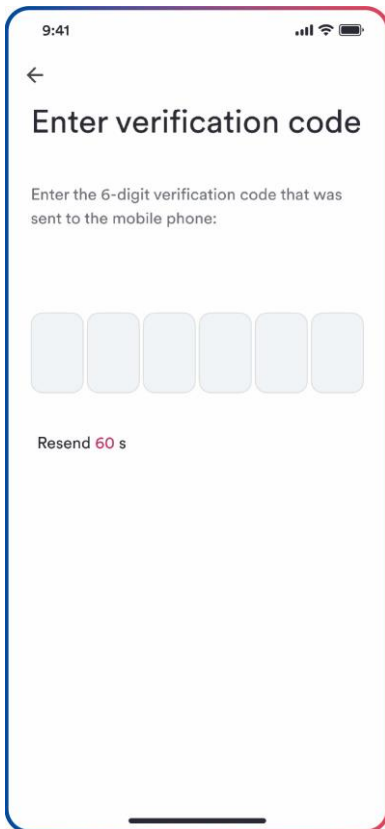 9:41
Enter verification code
Enter the 6-digit verification code that was
sent to the mobile phone:
Resend 60 s